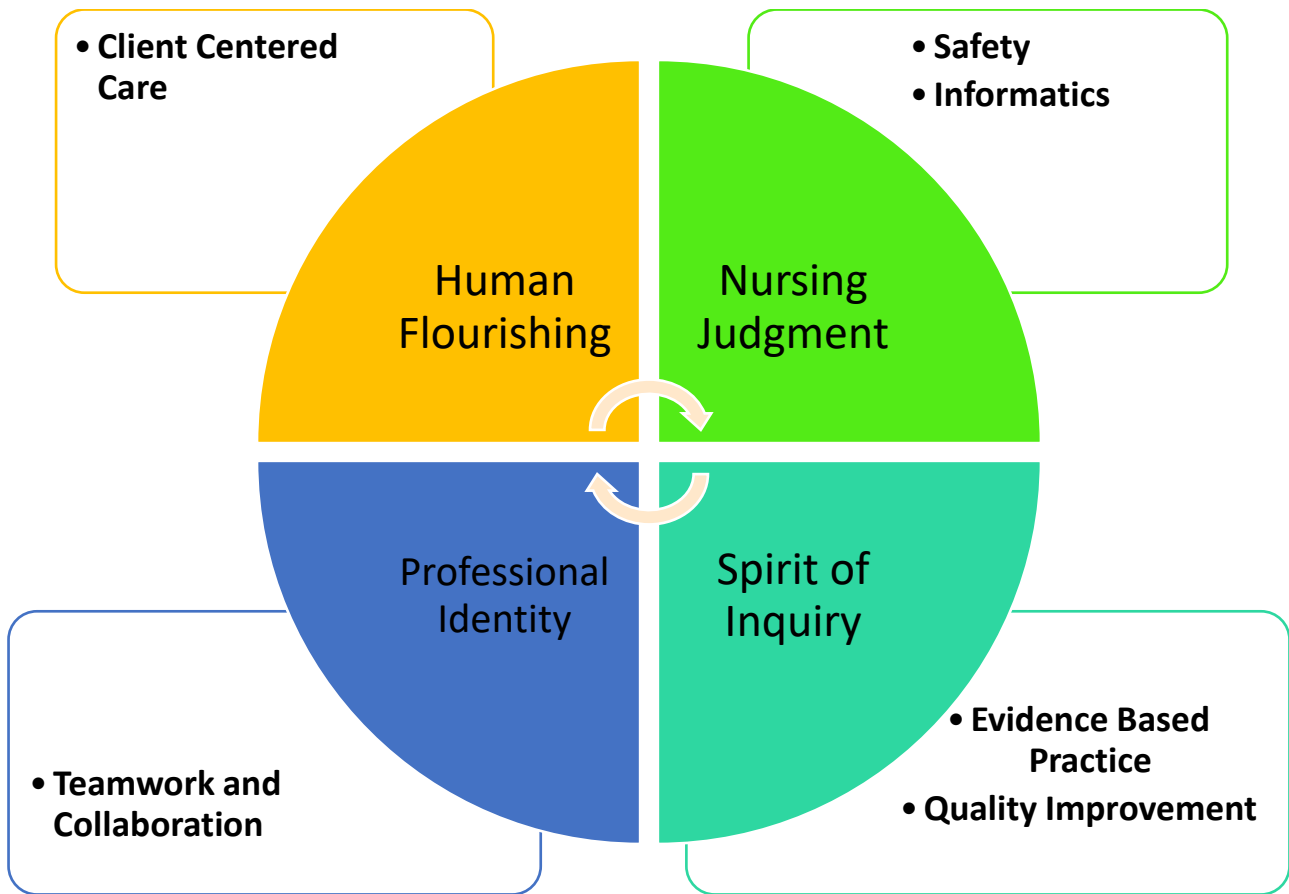 • Client Centered
Care
• Safety
• Informatics
Human
Flourishing
Nursing
Judgment
Professional
Identity
Spirit of
Inquiry
• Teamwork and
Collaboration
• Evidence Based
Practice
• Quality Improvement